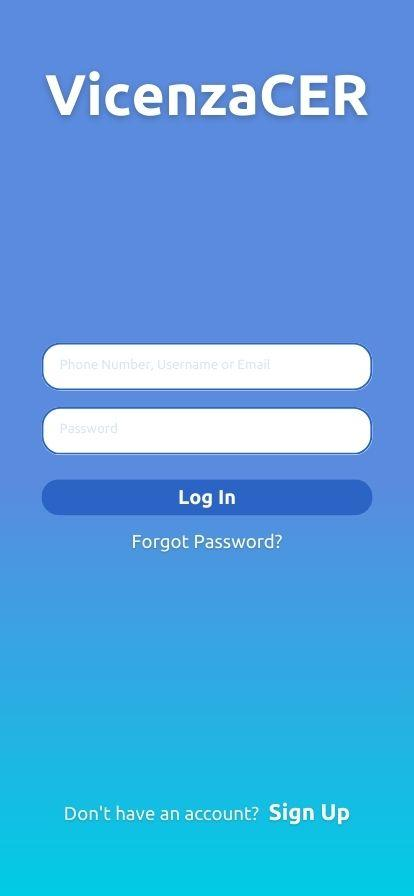 VicenzaCER
Phone Number, Username or Email
Password
Log In
Forgot Password?
Don't have an account? Sign Up